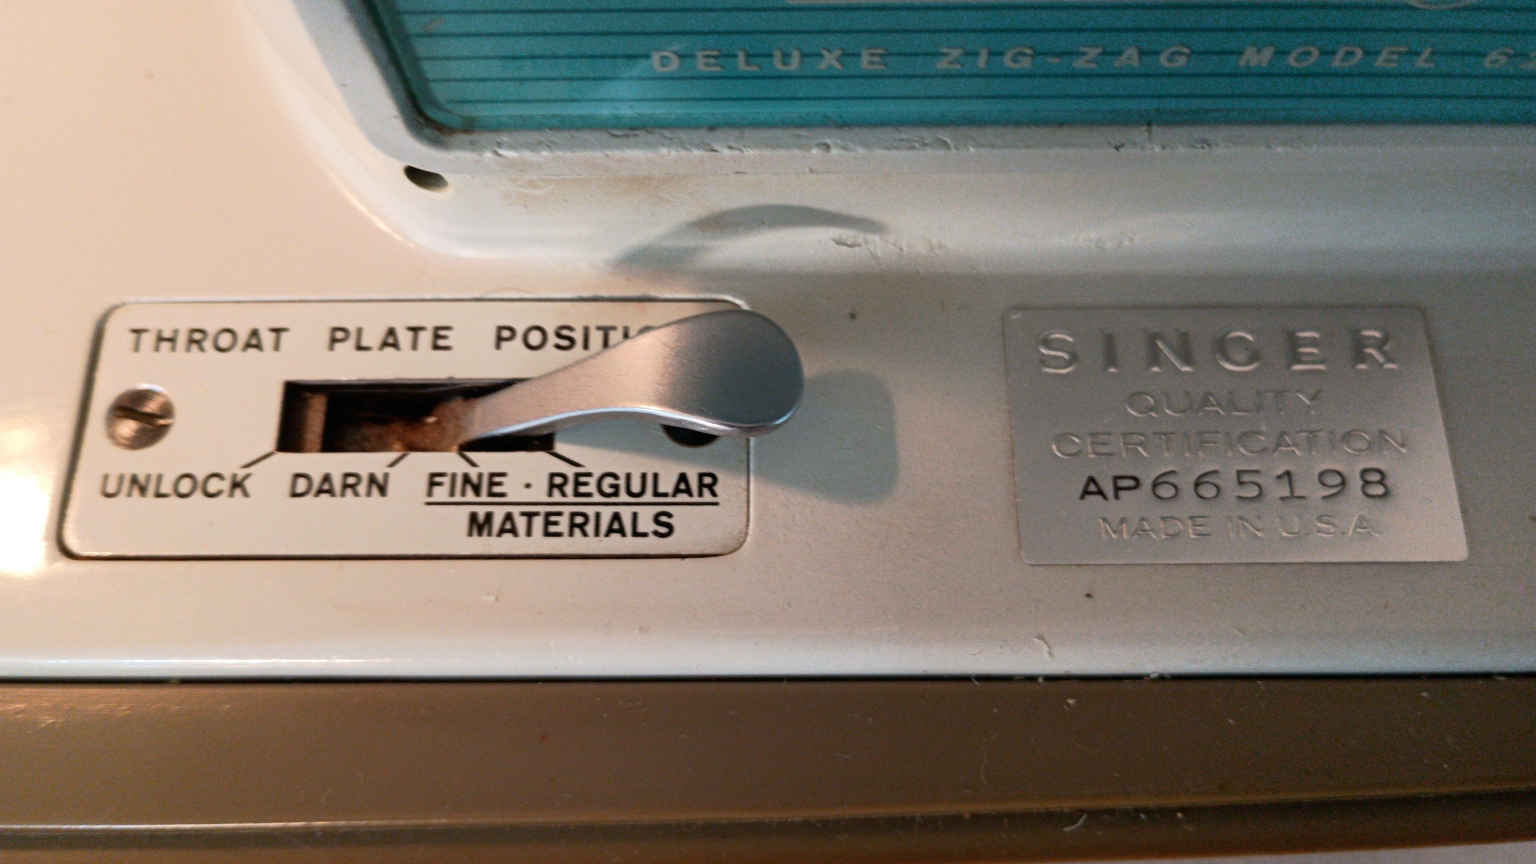 DELUXE ZIG-ZAG MODEL
THROAT PLATE
UNLOCK DARN FINE · REGULAR
MATERIALS
SINGER
QUALITY
CERTIFICATION
AP665198
MADE IN U.S.A.